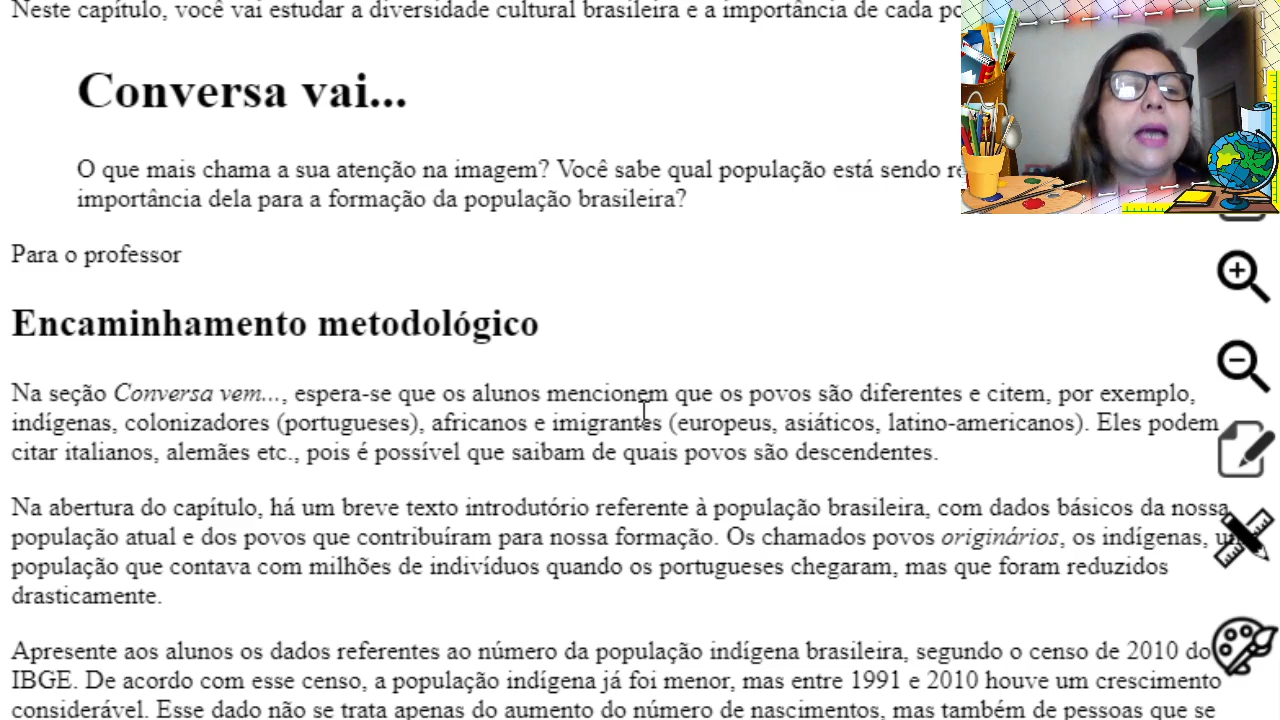 Neste capítulo, você vai estudar a diversidade cultural brasileira e a importância de cada
Conversa vai...
O que mais chama a sua atenção na imagem? Você sabe qual população está sendo
importância dela para a formação da população brasileira?
Para o professor
Encaminhamento metodológico
Na seção Conversa vem..., espera-se que os alunos mencionem que os povos são diferentes e citem, por exemplo,
indígenas, colonizadores (portugueses), africanos e imigrantes (europeus, asiáticos, latino-americanos). Eles podem
citar italianos, alemães etc., pois é possível que saibam de quais povos são descendentes.
Na abertura do capítulo, há um breve texto introdutório referente à população brasileira, com dados básicos da nossa
população atual e dos povos que contribuíram para nossa formação. Os chamados povos originários, os indígenas,
população que contava com milhões de indivíduos quando os portugueses chegaram, mas que foram reduzidos
drasticamente.
Apresente aos alunos os dados referentes ao número da população indígena brasileira, segundo o censo de 2010 do
IBGE. De acordo com esse censo, a população indígena já foi menor, mas entre 1991 e 2010 houve um crescimento
considerável. Esse dado não se trata apenas do aumento do número de nascimentos, mas também de pessoas que se